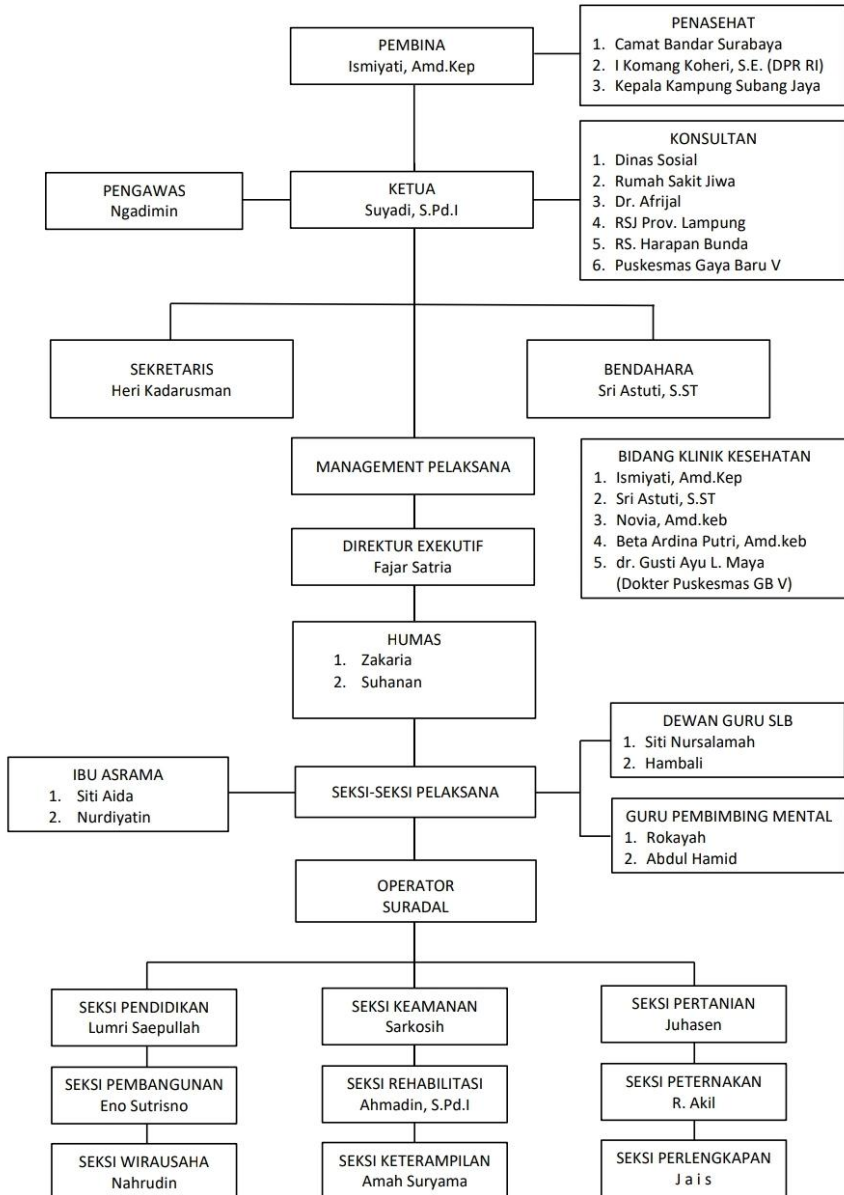 PEMBINA
Ismiyati, Amd.Kep
PENASEHAT
1. Camat Bandar Surabaya
2. I Komang Koheri, S.E. (DPR RI)
3. Kepala Kampung Subang Jaya
PENGAWAS
Ngadimin
KETUA
Suyadi, S.Pd.I
KONSULTAN
1. Dinas Sosial
2. Rumah Sakit Jiwa
3. Dr. Afrijal
4. RSJ Prov. Lampung
5. RS. Harapan Bunda
6. Puskesmas Gaya Baru V
SEKRETARIS
Heri Kadarusman
BENDAHARA
Sri Astuti, S.ST
MANAGEMENT PELAKSANA
BIDANG KLINIK KESEHATAN
1. Ismiyati, Amd.Kep
2. Sri Astuti, S.ST
3. Novia, Amd.keb
4. Beta Ardina Putri, Amd.keb
5. dr. Gusti Ayu L. Maya
(Dokter Puskesmas GB V)
DIREKTUR EXEKUTIF
Fajar Satria
HUMAS
1. Zakaria
2. Suhanan
DEWAN GURU SLB
1. Siti Nursalamah
2. Hambali
IBU ASRAMA
1. Siti Aida
2. Nurdiyatin
SEKSI-SEKSI PELAKSANA
GURU PEMBIMBING MENTAL
1. Rokayah
2. Abdul Hamid
OPERATOR
SURADAL
SEKSI PENDIDIKAN
Lumri Saepullah
SEKSI KEAMANAN
Sarkosih
SEKSI PERTANIAN
Juhasen
SEKSI PEMBANGUNAN
Eno Sutrisno
SEKSI REHABILITASI
Ahmadin, S.Pd.I
SEKSI PETERNAKAN
R. Akil
SEKSI WIRAUSAHA
Nahrudin
SEKSI KETERAMPILAN
Amah Suryama
SEKSI PERLENGKAPAN
J a i s